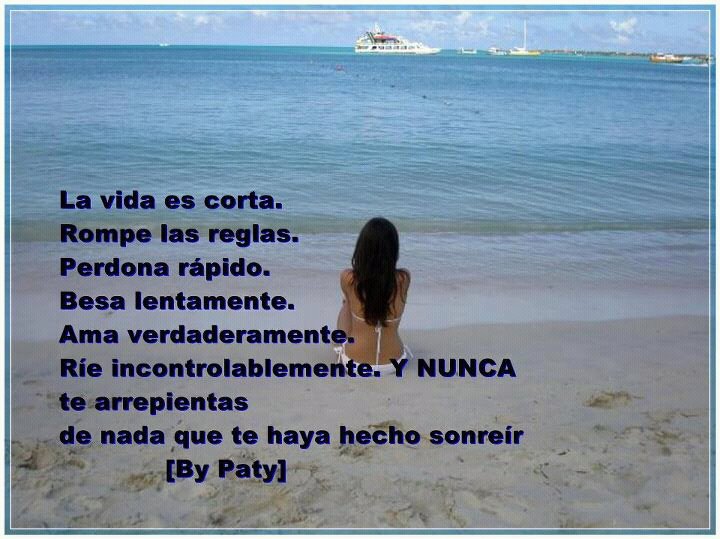 La vida es corta.
Rompe las reglas.
Perdona rápido.
Besa lentamente.
Ama verdaderamente.
Ríe incontrolablemente. Y NUNCA
te arrepientas
de nada que te haya hecho sonreír
[By Paty]